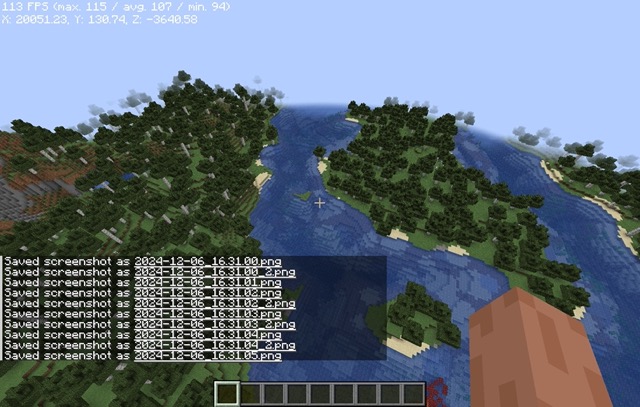 113 FPS (max. 115 / avg. 107 / min. 94)
X: 20051.23, Y: 130.74, Z: -3640.58
Saved screenshot as 2024-12-06_16.31.00.png
Saved screenshot as 2024-12-06_16.31.00_2.png
Saved screenshot as 2024-12-06_16.31.01.png
Saved screenshot as 2024-12-06_16.31.02.png
Saved screenshot as 2024-12-06_16.31.02_2.png
Saved screenshot as 2024-12-06_16.31.03.png
Saved screenshot as 2024-12-06_16.31.03_2.png
Saved screenshot as 2024-12-06_16.31.04.png
Saved screenshot as 2024-12-06_16.31.04_2.png
Saved screenshot as 2024-12-06_16.31.05.png